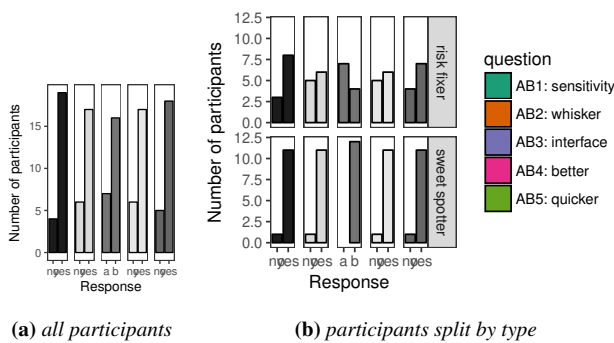 Number of participants
15
10
5
0
no yes no yes a b no yes no yes
Response
(a) all participants
Number of participants
12.5
10.0
7.5
5.0
2.5
0.0
risk fixer
12.5
10.0
7.5
5.0
2.5
0.0
sweet spotter
no yes no yes a b no yes no yes
Response
(b) participants split by type
question
AB1: sensitivity
AB2: whisker
AB3: interface
AB4: better
AB5: quicker